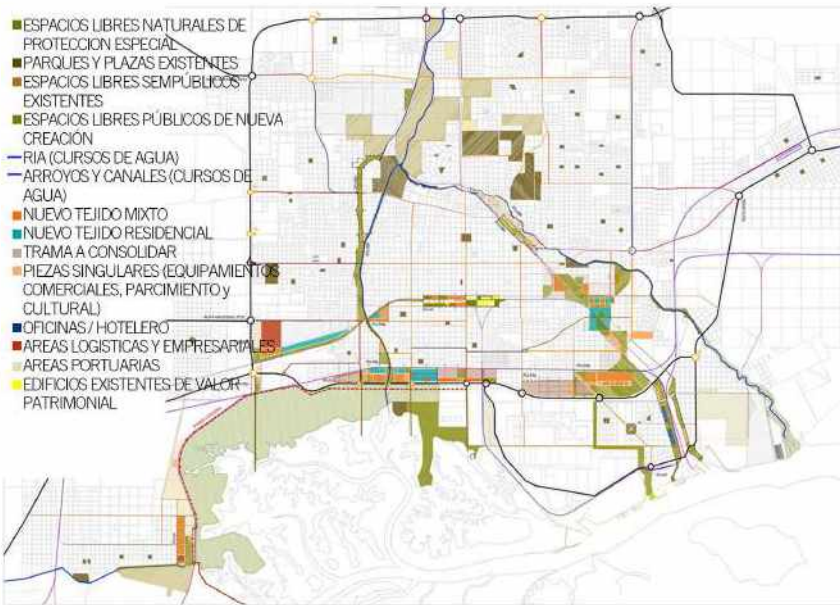 ESPACIOS LIBRES NATURALES DE
PROTECCION ESPECIAL
PARQUES Y PLAZAS EXISTENTES
ESPACIOS LIBRES SEMPÚBLICOS
EXISTENTES
ESPACIOS LIBRES PÚBLICOS DE NUEVA
CREACIÓN
RIA (CURSOS DE AGUA)
ARROYOS Y CANALES (CURSOS DE
AGUA)
NUEVO TEJIDO MIXTO
NUEVO TEJIDO RESIDENCIAL
TRAMA A CONSOLIDAR
PIEZAS SINGULARES (EQUIPAMIENTOS
COMERCIALES, PARCIMIENTO y
CULTURAL)
OFICINAS / HOTELERO
AREAS LOGISTICAS Y EMPRESARIALES
AREAS PORTUARIAS
EDIFICIOS EXISTENTES DE VALOR
PATRIMONIAL